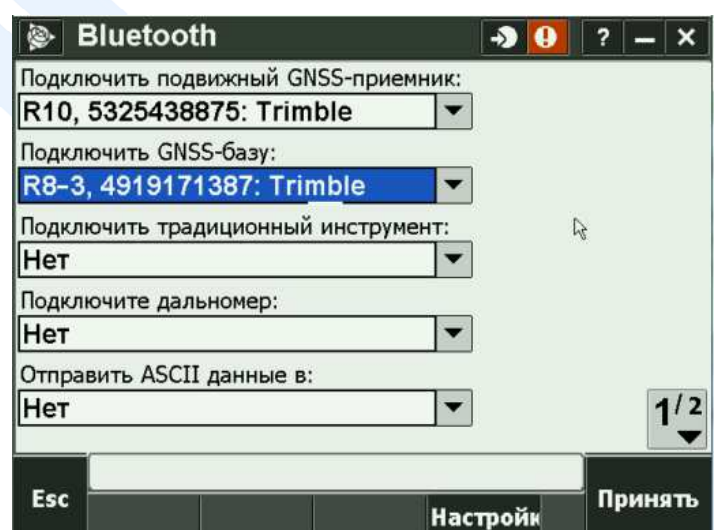 Bluetooth
? – ×
Подключить подвижный GNSS-приемник:
R10, 5325438875: Trimble
Подключить GNSS-базу:
R8-3, 4919171387: Trimble
Подключить традиционный инструмент:
Нет
Подключите дальномер:
Нет
Отправить ASCII данные в:
Нет
1/2
Esc
Настройк
Принять